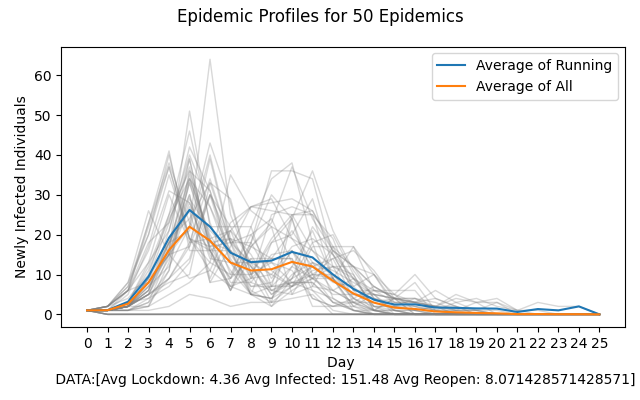 Epidemic Profiles for 50 Epidemics
Average of Running
Average of All
Newly Infected Individuals
60
50
40
30
20
10
0
0 1 2 3 4 5 6 7 8 9 10 11 12 13 14 15 16 17 18 19 20 21 22 23 24 25
Day
DATA:[Avg Lockdown: 4.36 Avg Infected: 151.48 Avg Reopen: 8.071428571428571]